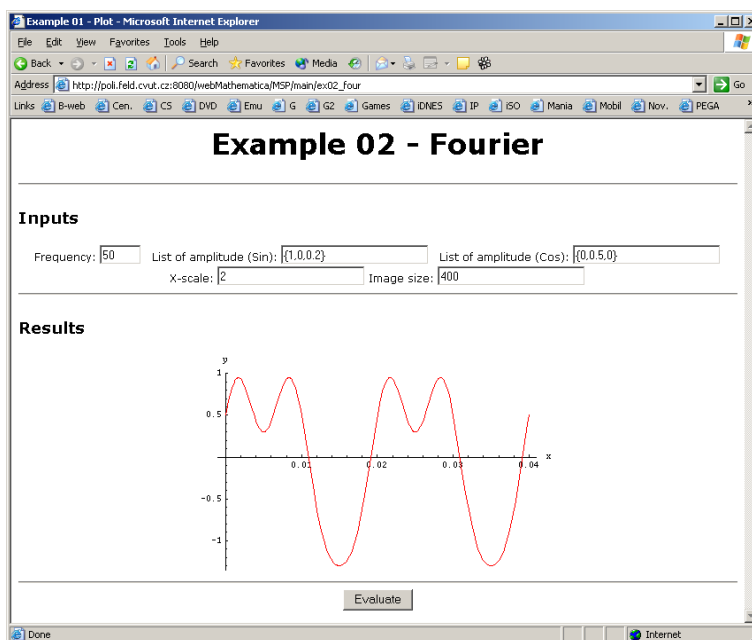 Example 01 - Plot - Microsoft Internet Explorer
File Edit View Favorites Tools Help
Back Search Favorites Media
Address http://poli.feld.cvut.cz:8080/webMathematica/MSP/main/ex02_four Go
Links B-web Cen. CS DVD Emu G G2 Games iDNES IP iSO Mania Mobil Nov. PEGA »
Example 02 - Fourier
Inputs
Frequency: 50 List of amplitude (Sin): {1,0,0.2} List of amplitude (Cos): {0,0.5,0}
X-scale: 2 Image size: 400
Results
y
1
0.5
x
0.01 0.02 0.03 0.04
-0.5
-1
Evaluate
Done Internet